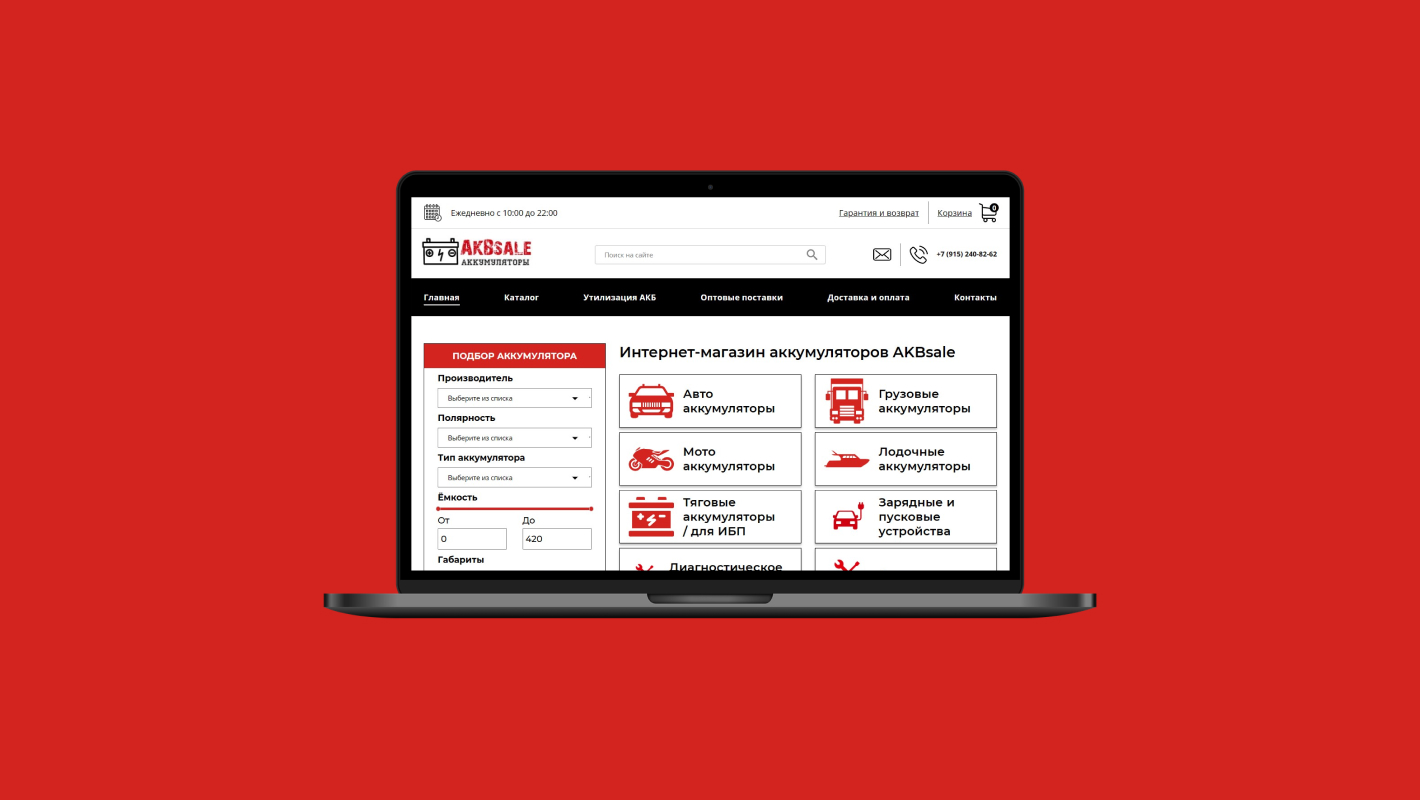 Ежедневно с 10:00 до 22:00
Гарантия и возврат
Корзина
0
AKBSALE
АККУМУЛЯТОРЫ
Поиск на сайте
+7 (915) 240-82-62
Главная
Каталог
Утилизация АКБ
Оптовые поставки
Доставка и оплата
Контакты
ПОДБОР АККУМУЛЯТОРА
Производитель
Выберите из списка
Полярность
Выберите из списка
Тип аккумулятора
Выберите из списка
Ёмкость
От
До
0
420
Габариты
Интернет-магазин аккумуляторов AKBsale
Авто
аккумуляторы
Грузовые
аккумуляторы
Мото
аккумуляторы
Лодочные
аккумуляторы
Тяговые
аккумуляторы
/ для ИБП
Зарядные и
пусковые
устройства
Диагностическое